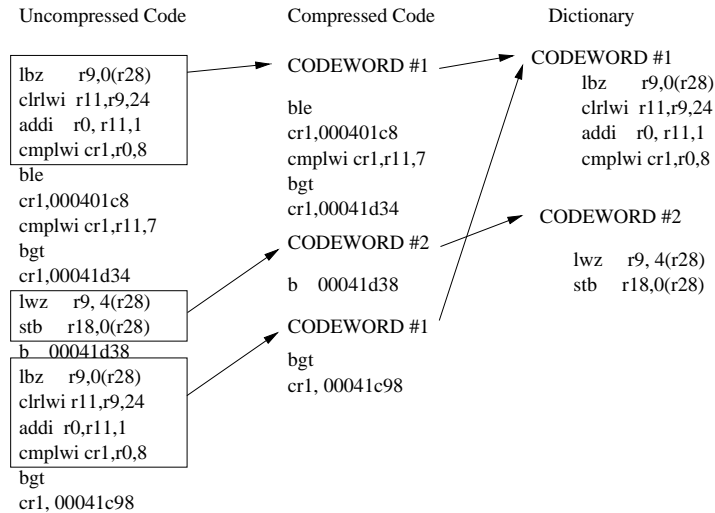 Uncompressed Code
lbz r9,0(r28)
clrlwi r11,r9,24
addi r0, r11,1
cmplwi cr1,r0,8
ble
cr1,000401c8
cmplwi cr1,r11,7
bgt
cr1,00041d34
lwz r9, 4(r28)
stb r18,0(r28)
b 00041d38
lbz r9,0(r28)
clrlwi r11,r9,24
addi r0,r11,1
cmplwi cr1,r0,8
bgt
cr1, 00041c98
Compressed Code
CODEWORD #1
ble
cr1,000401c8
cmplwi cr1,r11,7
bgt
cr1,00041d34
CODEWORD #2
b 00041d38
CODEWORD #1
bgt
cr1, 00041c98
Dictionary
CODEWORD #1
lbz r9,0(r28)
clrlwi r11,r9,24
addi r0, r11,1
cmplwi cr1,r0,8
CODEWORD #2
lwz r9, 4(r28)
stb r18,0(r28)